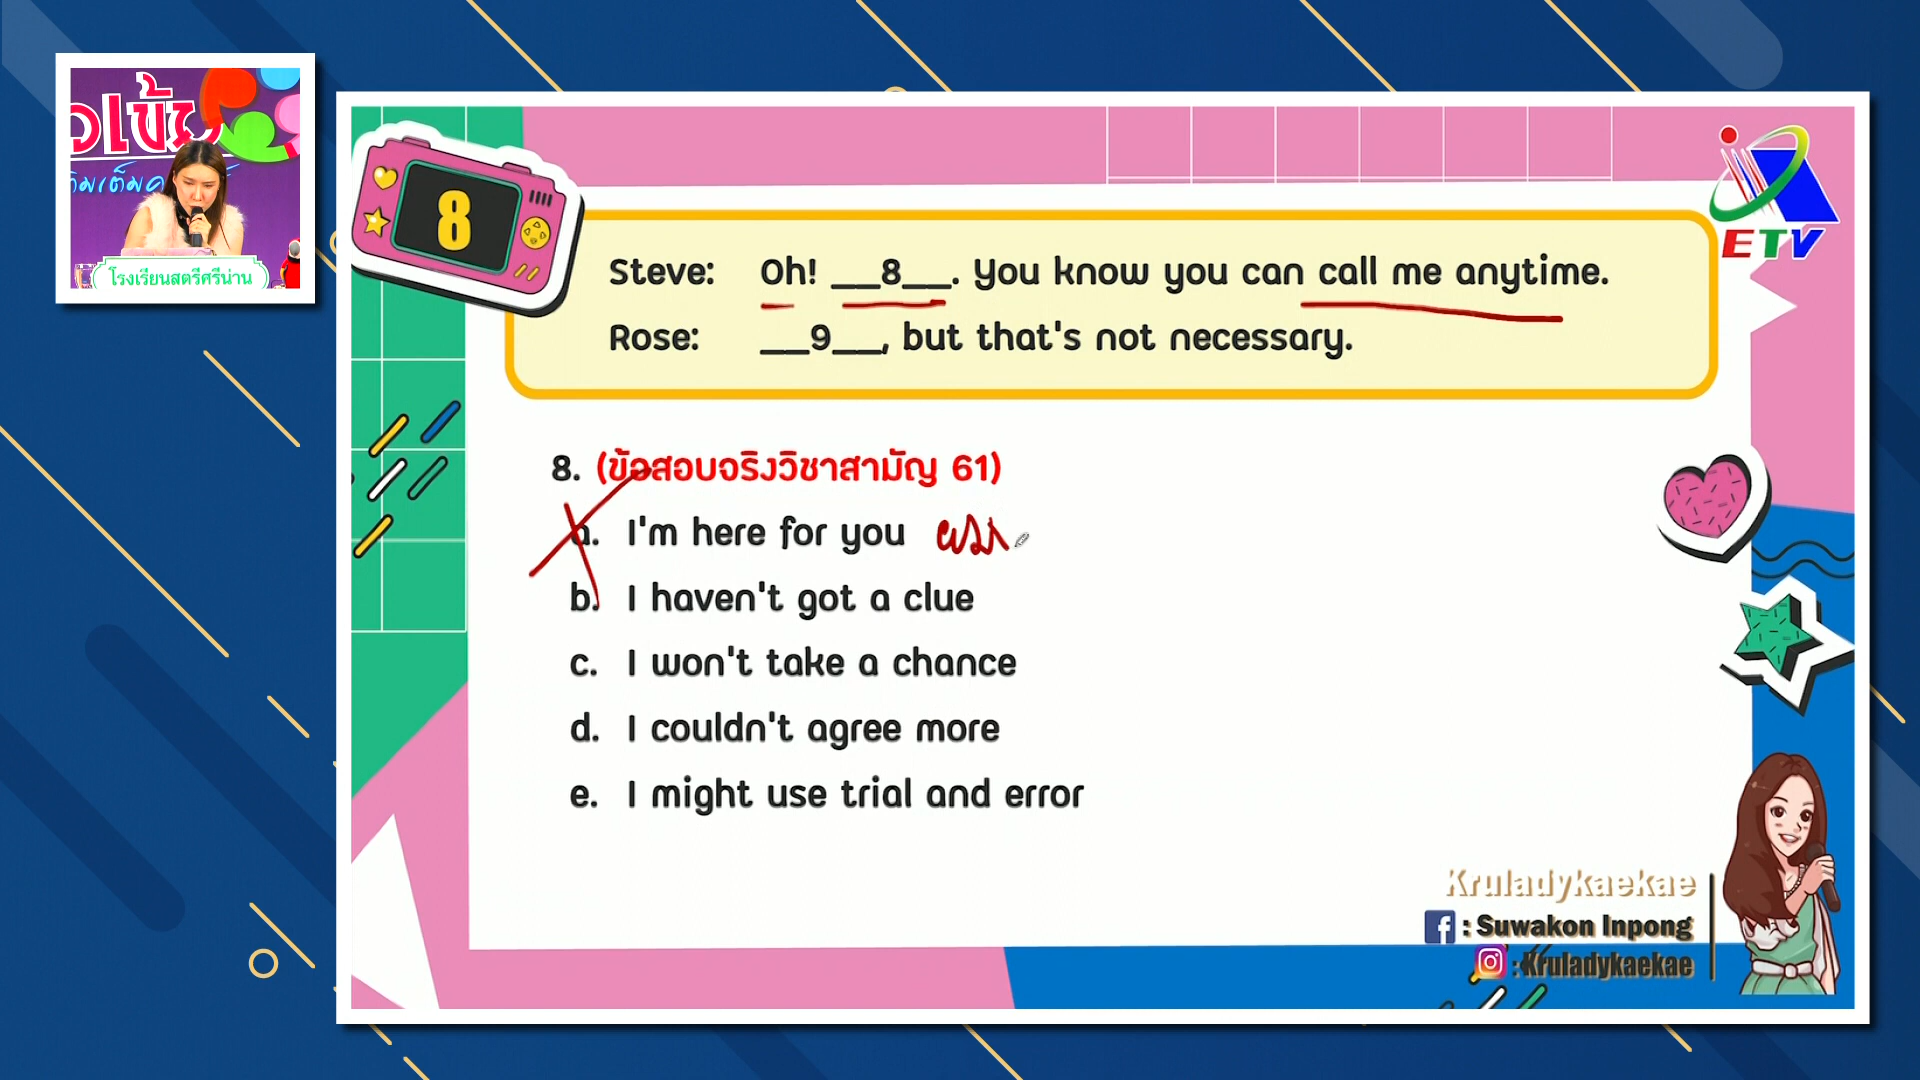 โรงเรียนสตรีศรีน่าน
8
ETV
Steve: Oh! __8__. You know you can call me anytime.
Rose: __9__, but that's not necessary.
8. (ข้อสอบจริงวิชาสามัญ 61)
a. I'm here for you
b. I haven't got a clue
c. I won't take a chance
d. I couldn't agree more
e. I might use trial and error
Kruladykaekae
f : Suwakon Inpong
: Kruladykaekae